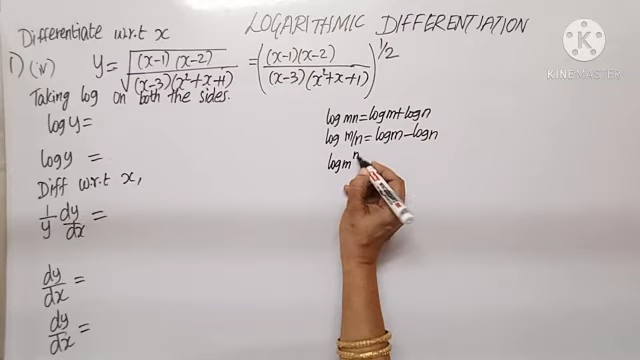 LOGARITHMIC DIFFERENTIATION
Differentiate w.r.t x
1) (iv) y = √((x-1)(x-2)/(x-3)(x²+x+1)) = ((x-1)(x-2)/(x-3)(x²+x+1))^1/2
Taking log on both the sides.
log y =
log y =
Diff w.r.t x,
1/y dy/dx =
dy/dx =
dy/dx =
log mn = log m + log n
log m/n = log m - log n
log m^n
KINEMASTER